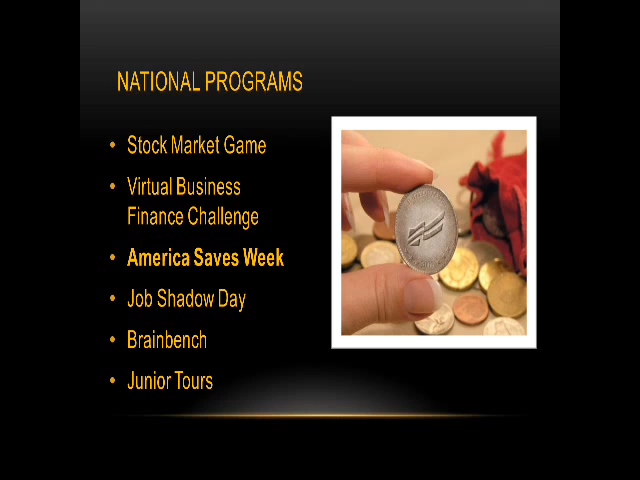 NATIONAL PROGRAMS
• Stock Market Game
• Virtual Business
Finance Challenge
• America Saves Week
• Job Shadow Day
• Brainbench
• Junior Tours